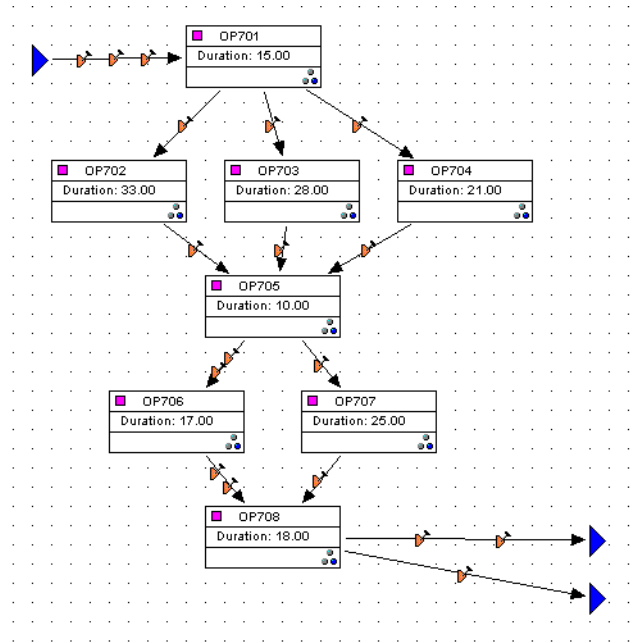 OP701
Duration: 15.00
OP702
Duration: 33.00
OP703
Duration: 28.00
OP704
Duration: 21.00
OP705
Duration: 10.00
OP706
Duration: 17.00
OP707
Duration: 25.00
OP708
Duration: 18.00